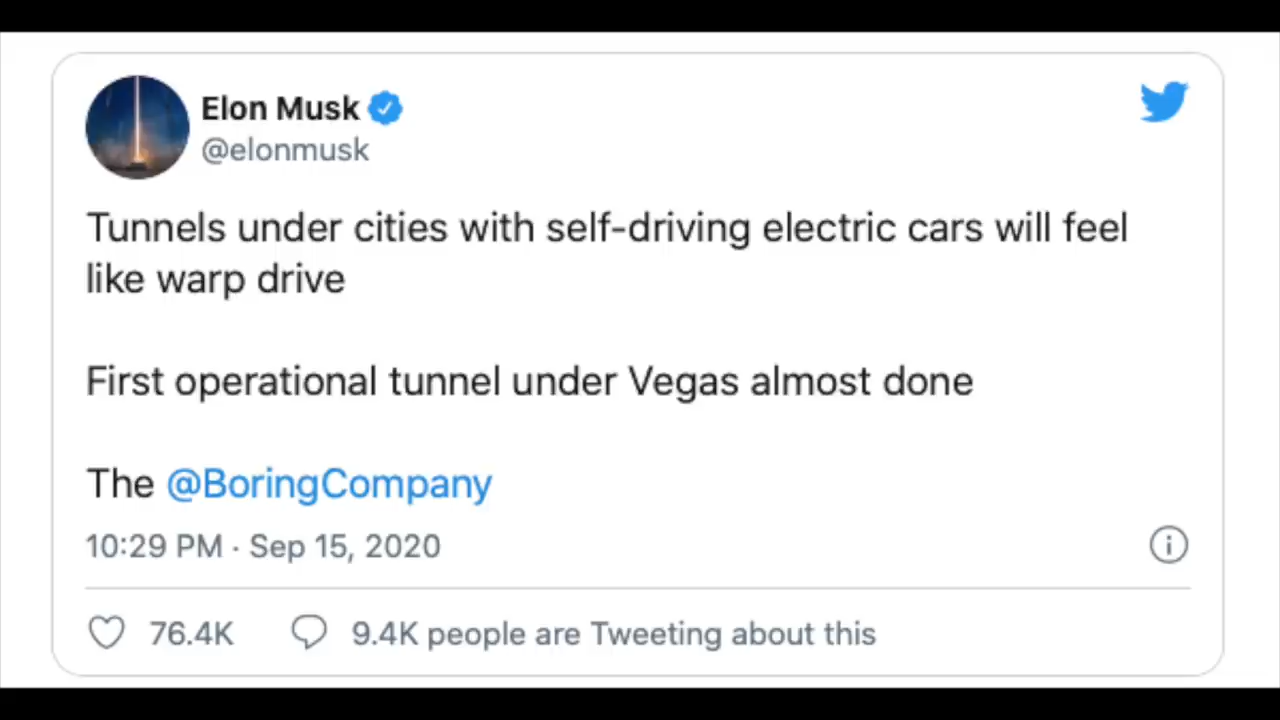 Elon Musk
@elonmusk
Tunnels under cities with self-driving electric cars will feel
like warp drive
First operational tunnel under Vegas almost done
The @BoringCompany
10:29 PM · Sep 15, 2020
76.4K 9.4K people are Tweeting about this